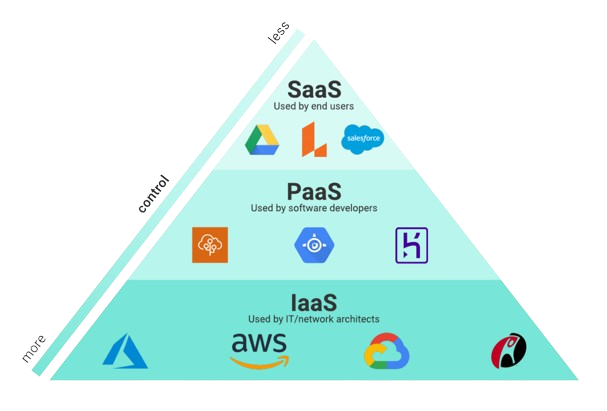 less
SaaS
Used by end users
salesforce
control
PaaS
Used by software developers
more
IaaS
Used by IT/network architects
aws